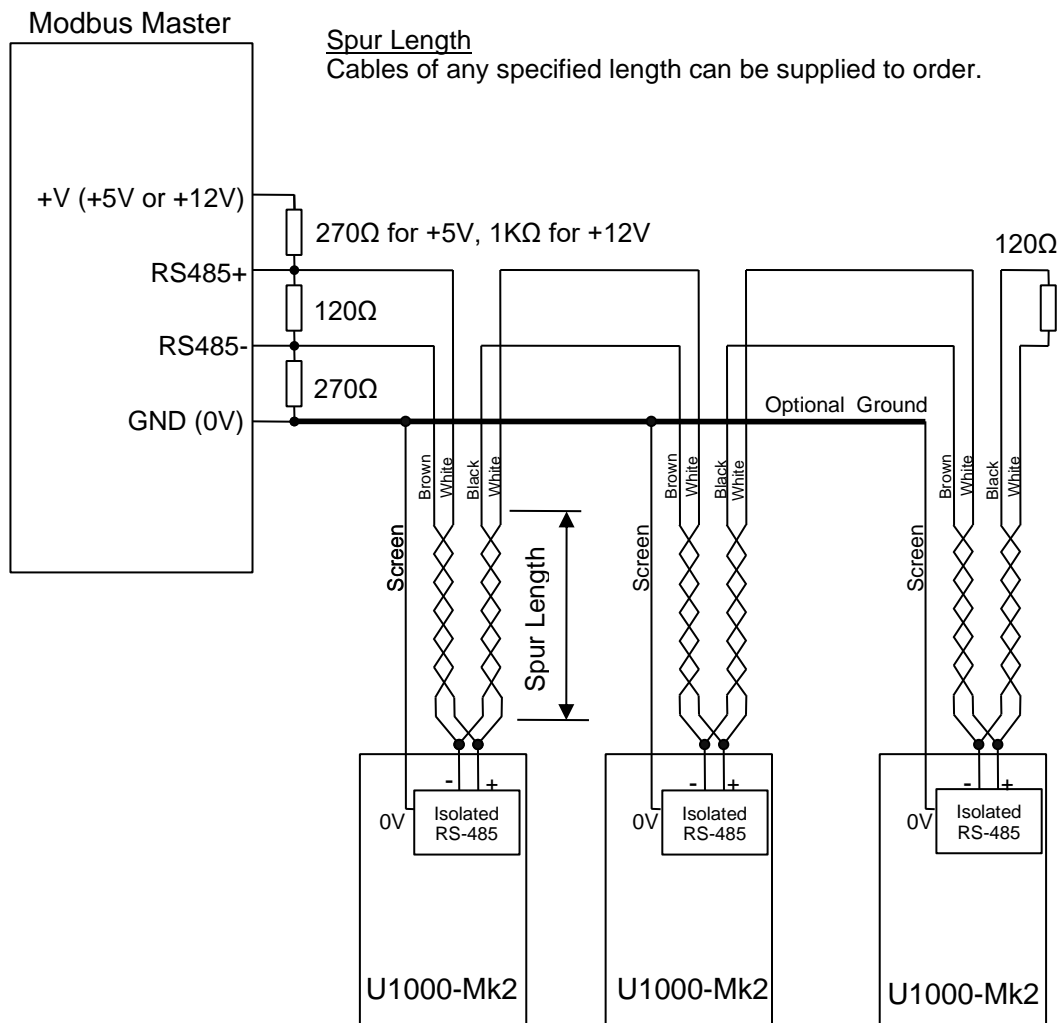 Modbus Master
Spur Length
Cables of any specified length can be supplied to order.
+V (+5V or +12V)
270Ω for +5V, 1KΩ for +12V
RS485+
120Ω
120Ω
RS485-
270Ω
GND (0V)
Optional Ground
Brown
White
Black
White
Brown
White
Black
White
Brown
White
Black
White
Screen
Spur Length
Screen
Screen
- +
- +
- +
0V
Isolated
RS-485
0V
Isolated
RS-485
0V
Isolated
RS-485
U1000-Mk2
U1000-Mk2
U1000-Mk2